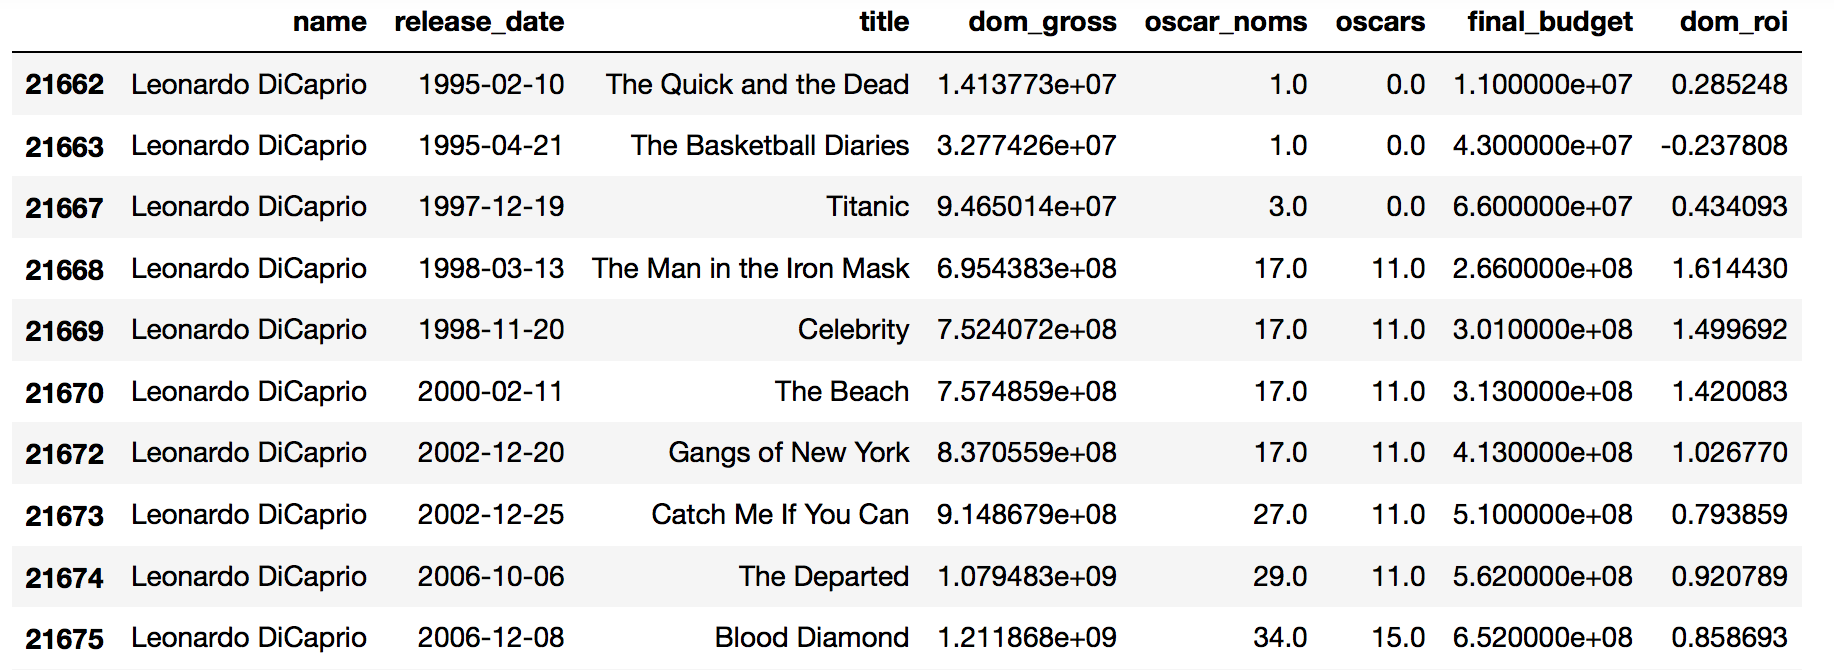 name release_date title dom_gross oscar_noms oscars final_budget dom_roi
21662 Leonardo DiCaprio 1995-02-10 The Quick and the Dead 1.413773e+07 1.0 0.0 1.100000e+07 0.285248
21663 Leonardo DiCaprio 1995-04-21 The Basketball Diaries 3.277426e+07 1.0 0.0 4.300000e+07 -0.237808
21667 Leonardo DiCaprio 1997-12-19 Titanic 9.465014e+07 3.0 0.0 6.600000e+07 0.434093
21668 Leonardo DiCaprio 1998-03-13 The Man in the Iron Mask 6.954383e+08 17.0 11.0 2.660000e+08 1.614430
21669 Leonardo DiCaprio 1998-11-20 Celebrity 7.524072e+08 17.0 11.0 3.010000e+08 1.499692
21670 Leonardo DiCaprio 2000-02-11 The Beach 7.574859e+08 17.0 11.0 3.130000e+08 1.420083
21672 Leonardo DiCaprio 2002-12-20 Gangs of New York 8.370559e+08 17.0 11.0 4.130000e+08 1.026770
21673 Leonardo DiCaprio 2002-12-25 Catch Me If You Can 9.148679e+08 27.0 11.0 5.100000e+08 0.793859
21674 Leonardo DiCaprio 2006-10-06 The Departed 1.079483e+09 29.0 11.0 5.620000e+08 0.920789
21675 Leonardo DiCaprio 2006-12-08 Blood Diamond 1.211868e+09 34.0 15.0 6.520000e+08 0.858693